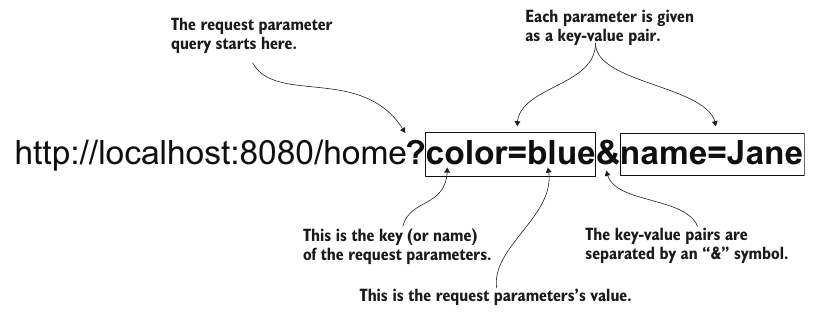 The request parameter
query starts here.
Each parameter is given
as a key-value pair.
http://localhost:8080/home?color=blue&name=Jane
This is the key (or name)
of the request parameters.
The key-value pairs are
separated by an “&” symbol.
This is the request parameters's value.